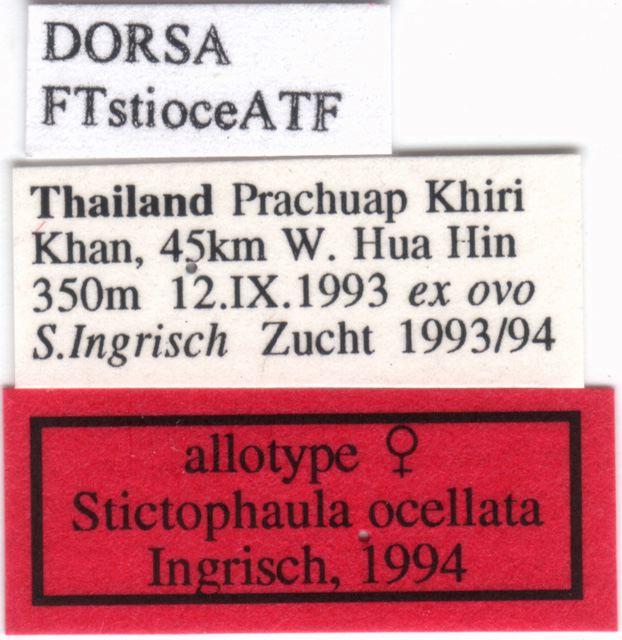 DORSA
FTstioceATF
Thailand Prachuap Khiri
Khan, 45km W. Hua Hin
350m 12.IX.1993 ex ovo
S.Ingrisch Zucht 1993/94
allotype ♀
Stictophaula ocellata
Ingrisch, 1994